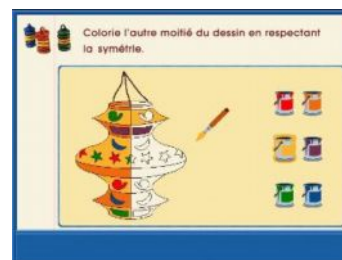 Colorie l'autre moitié du dessin en respectant
la symétrie.